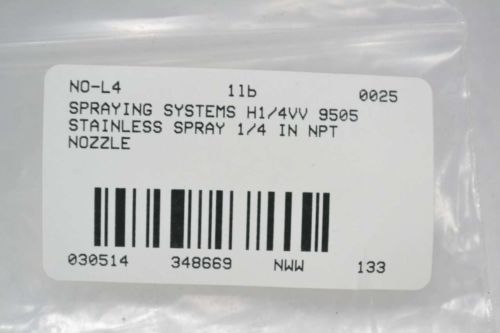 NO-L4 1lb 0025
SPRAYING SYSTEMS H1/4VV 9505
STAINLESS SPRAY 1/4 IN NPT
NOZZLE
030514 348669 NWW 133